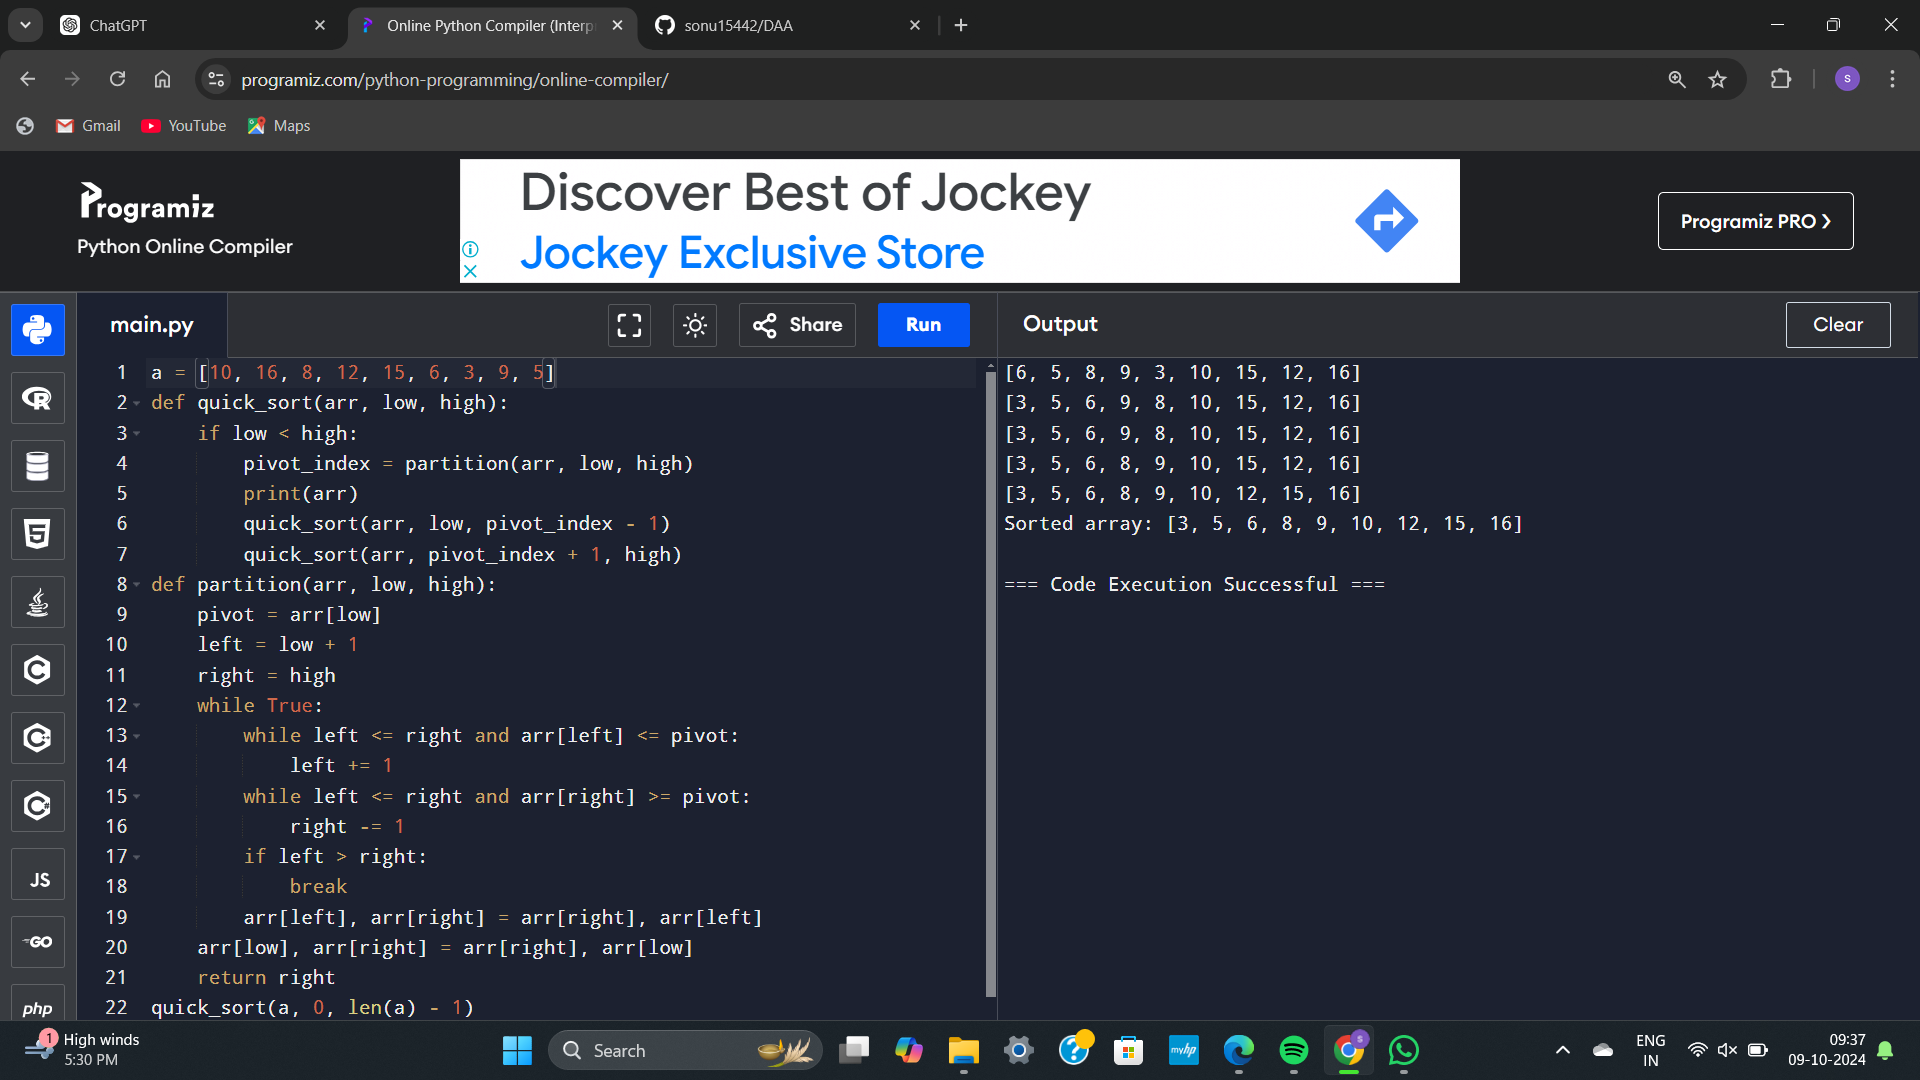 ChatGPT
Online Python Compiler (Interp
sonu15442/DAA
programiz.com/python-programming/online-compiler/
S
Gmail
YouTube
Maps
Programiz
Python Online Compiler
Discover Best of Jockey
Jockey Exclusive Store
Programiz PRO
main.py
Share
Run
Output
Clear
1 a = [10, 16, 8, 12, 15, 6, 3, 9, 5]
2 def quick_sort(arr, low, high):
3 if low < high:
4 pivot_index = partition(arr, low, high)
5 print(arr)
6 quick_sort(arr, low, pivot_index - 1)
7 quick_sort(arr, pivot_index + 1, high)
8 def partition(arr, low, high):
9 pivot = arr[low]
10 left = low + 1
11 right = high
12 while True:
13 while left <= right and arr[left] <= pivot:
14 left += 1
15 while left <= right and arr[right] >= pivot:
16 right -= 1
17 if left > right:
18 break
19 arr[left], arr[right] = arr[right], arr[left]
20 arr[low], arr[right] = arr[right], arr[low]
21 return right
22 quick_sort(a, 0, len(a) - 1)
[6, 5, 8, 9, 3, 10, 15, 12, 16]
[3, 5, 6, 9, 8, 10, 15, 12, 16]
[3, 5, 6, 9, 8, 10, 15, 12, 16]
[3, 5, 6, 8, 9, 10, 15, 12, 16]
[3, 5, 6, 8, 9, 10, 12, 15, 16]
Sorted array: [3, 5, 6, 8, 9, 10, 12, 15, 16]
=== Code Execution Successful ===
R
5
C
C++
C#
JS
GO
php
1
High winds
5:30 PM
Search
myhp
S
ENG
IN
09:37
09-10-2024